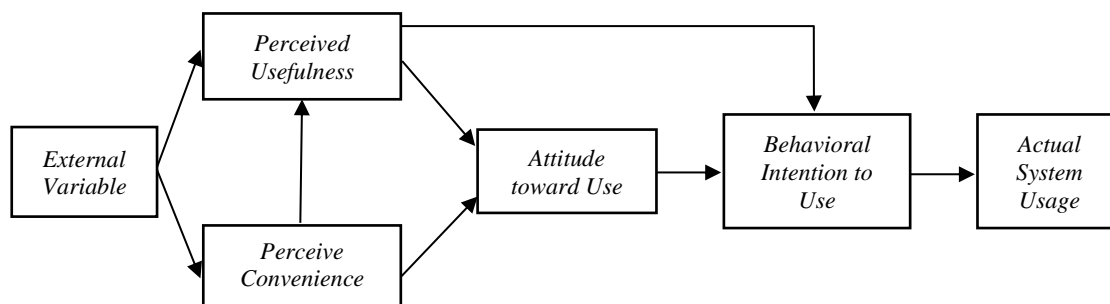 Perceived
Usefulness
External
Variable
Perceive
Convenience
Attitude
toward Use
Behavioral
Intention to
Use
Actual
System
Usage